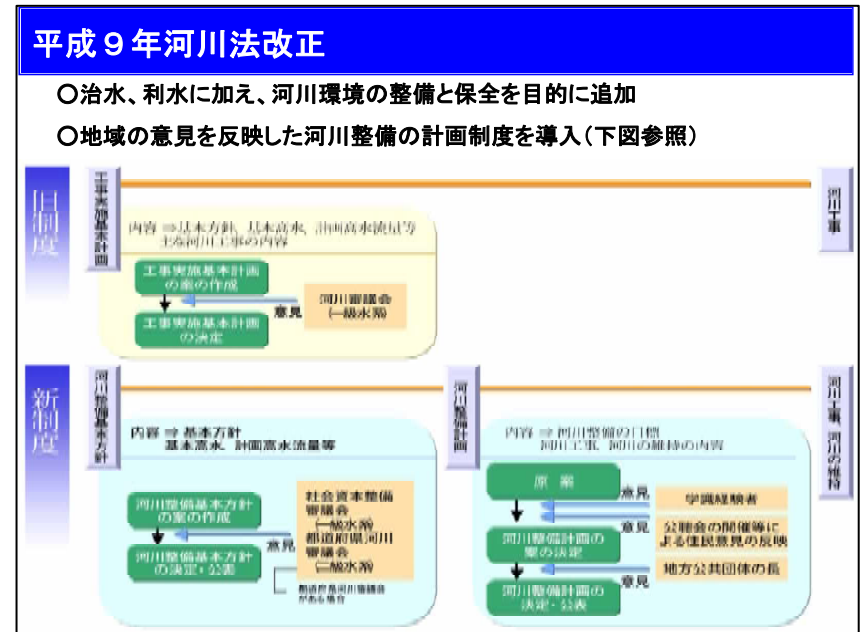 平成９年河川法改正
○治水、利水に加え、河川環境の整備と保全を目的に追加
○地域の意見を反映した河川整備の計画制度を導入（下図参照）
旧制度
工事実施基本計画
河川工事
内容 ⇒基本方針、基本高水、計画高水流量等
主な河川工事の内容
工事実施基本計画
の案の作成
意見
河川審議会
（一級水系）
工事実施基本計画
の決定
新制度
河川整備基本方針
河川整備計画
河川工事、河川の維持
内容 ⇒ 基本方針
基本高水、計画高水流量等
河川整備基本方針
の案の作成
意見
社会資本整備
審議会
（一級水系）
都道府県河川
審議会
河川整備基本方針
の決定・公表
都道府県河川審議会
がある場合
内容 ⇒ 河川整備の目標
河川工事、河川の維持の内容
原 案
意見
学識経験者
意見
公聴会の開催等に
よる住民意見の反映
河川整備計画の
案の決定
意見
地方公共団体の長
河川整備計画の
決定・公表